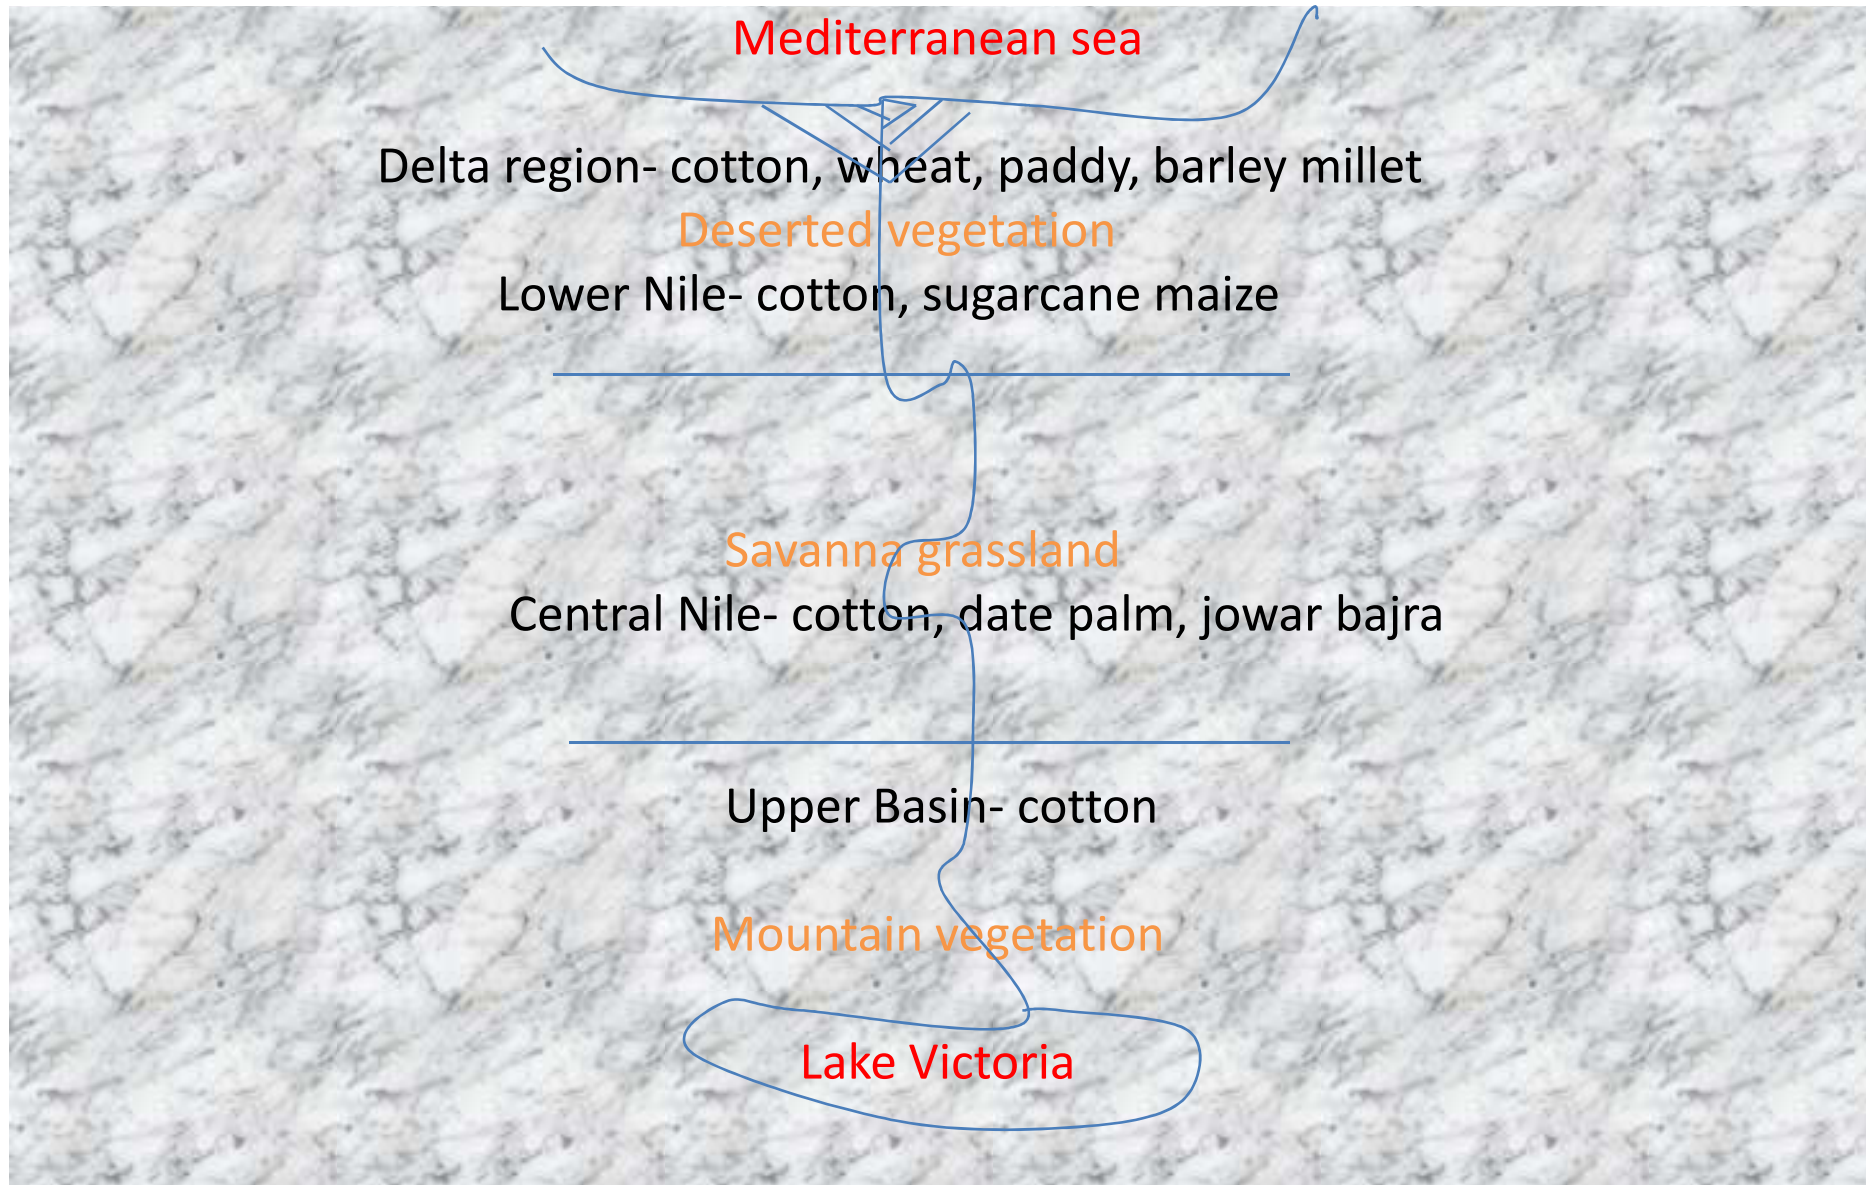 Mediterranean sea
Delta region- cotton, wheat, paddy, barley millet
Deserted vegetation
Lower Nile- cotton, sugarcane maize
Savanna grassland
Central Nile- cotton, date palm, jowar bajra
Upper Basin- cotton
Mountain vegetation
Lake Victoria